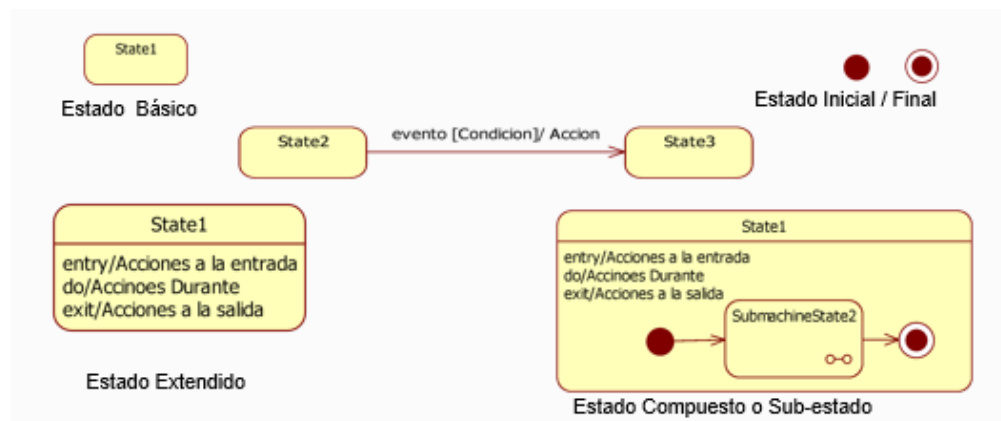 State1
Estado Básico
Estado Inicial / Final
State2
evento [Condicion]/ Accion
State3
State1
entry/Acciones a la entrada
do/Accinoes Durante
exit/Acciones a la salida
Estado Extendido
State1
entry/Acciones a la entrada
do/Accinoes Durante
exit/Acciones a la salida
SubmachineState2
Estado Compuesto o Sub-estado